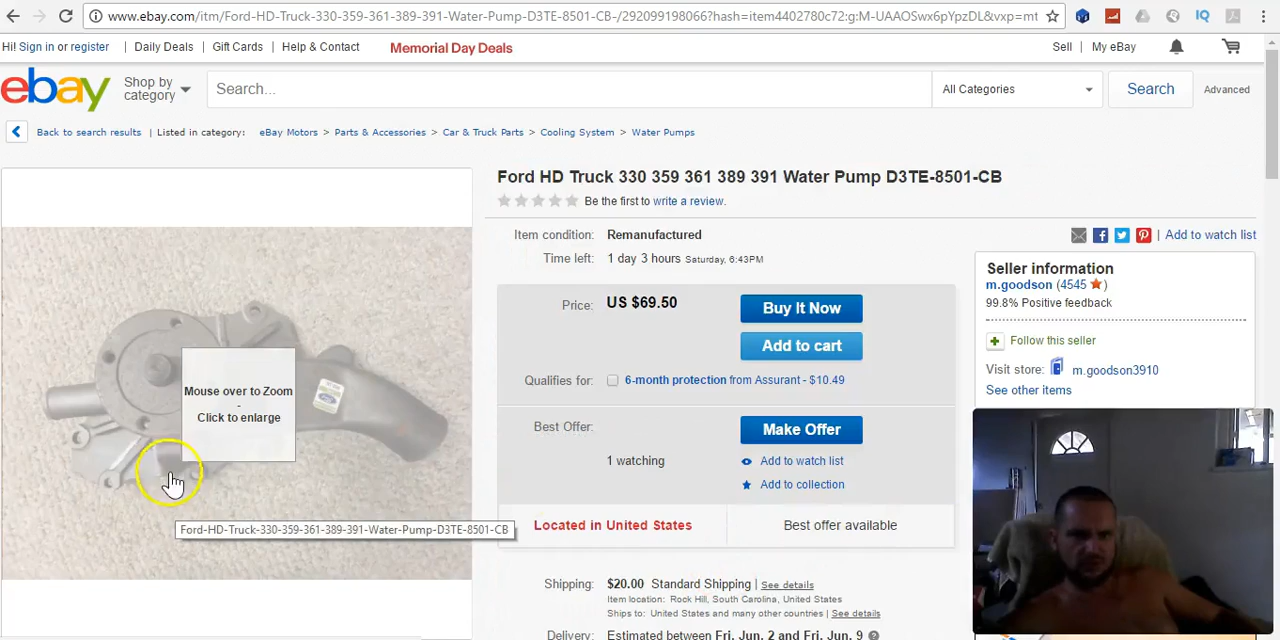 www.ebay.com/itm/Ford-HD-Truck-330-359-361-389-391-Water-Pump-D3TE-8501-CB-/292099198066?hash=item4402780c72:g:M-UAAOSwx6pYpzDL&vxp=mt
Hi! Sign in or register | Daily Deals | Gift Cards | Help & Contact Memorial Day Deals Sell | My eBay
ebay Shop by category Search... All Categories Search Advanced
Back to search results | Listed in category: eBay Motors > Parts & Accessories > Car & Truck Parts > Cooling System > Water Pumps
Ford HD Truck 330 359 361 389 391 Water Pump D3TE-8501-CB
Be the first to write a review.
Item condition: Remanufactured
| Add to watch list
Time left: 1 day 3 hours Saturday, 6:43PM
Seller information
m.goodson (4545 )
99.8% Positive feedback
Price: US $69.50 Buy It Now
Add to cart
Follow this seller
Visit store: m.goodson3910
See other items
Qualifies for: 6-month protection from Assurant - $10.49
Mouse over to Zoom
-
Click to enlarge
Best Offer: Make Offer
1 watching Add to watch list
Add to collection
Located in United States Best offer available
Ford-HD-Truck-330-359-361-389-391-Water-Pump-D3TE-8501-CB
Shipping: $20.00 Standard Shipping | See details
Item location: Rock Hill, South Carolina, United States
Ships to: United States and many other countries | See details
Delivery: Estimated between Fri. Jun. 2 and Fri. Jun. 9